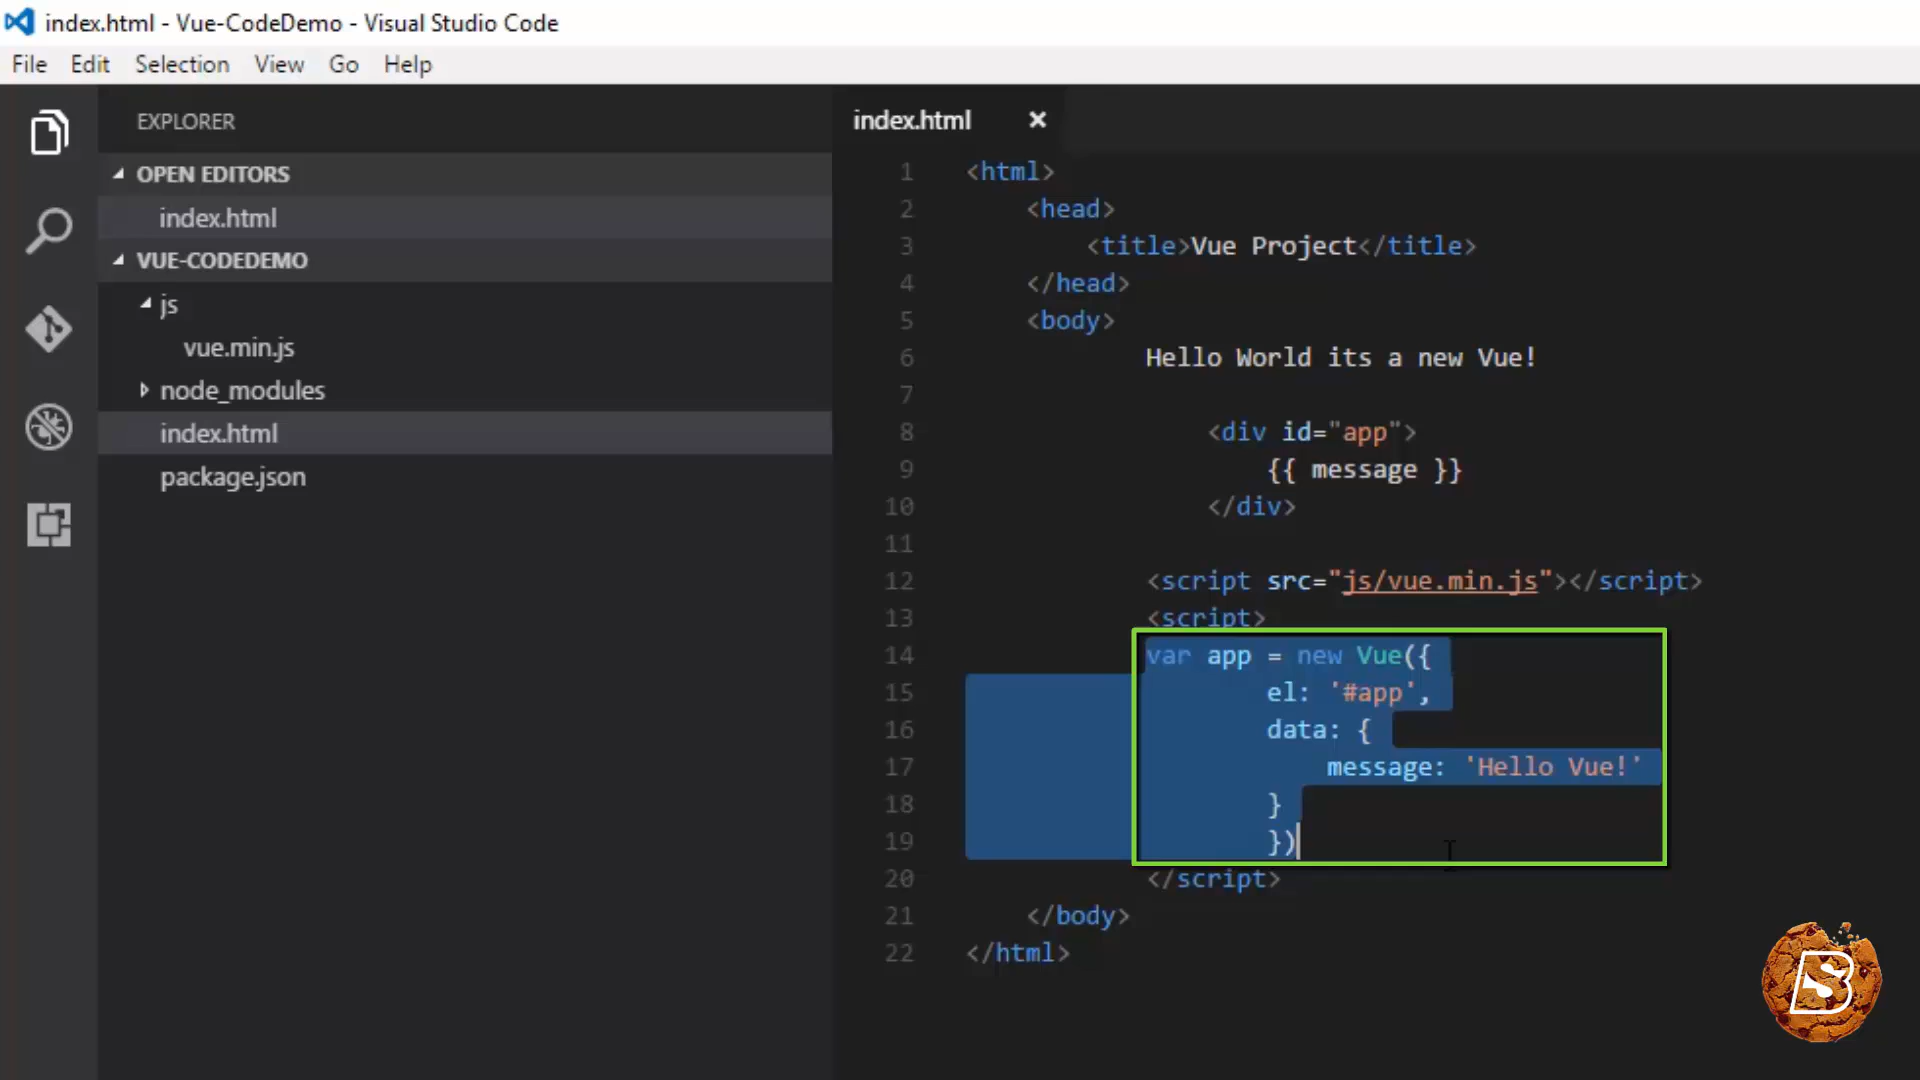 index.html - Vue-CodeDemo - Visual Studio Code
File Edit Selection View Go Help
EXPLORER
OPEN EDITORS
index.html
VUE-CODEDEMO
js
vue.min.js
node_modules
index.html
package.json
index.html
1 <html>
2 <head>
3 <title>Vue Project</title>
4 </head>
5 <body>
6 Hello World its a new Vue!
7
8 <div id="app">
9 {{ message }}
10 </div>
11
12 <script src="js/vue.min.js"></script>
13 <script>
14 var app = new Vue({
15 el: '#app',
16 data: {
17 message: 'Hello Vue!'
18 }
19 })
20 </script>
21 </body>
22 </html>